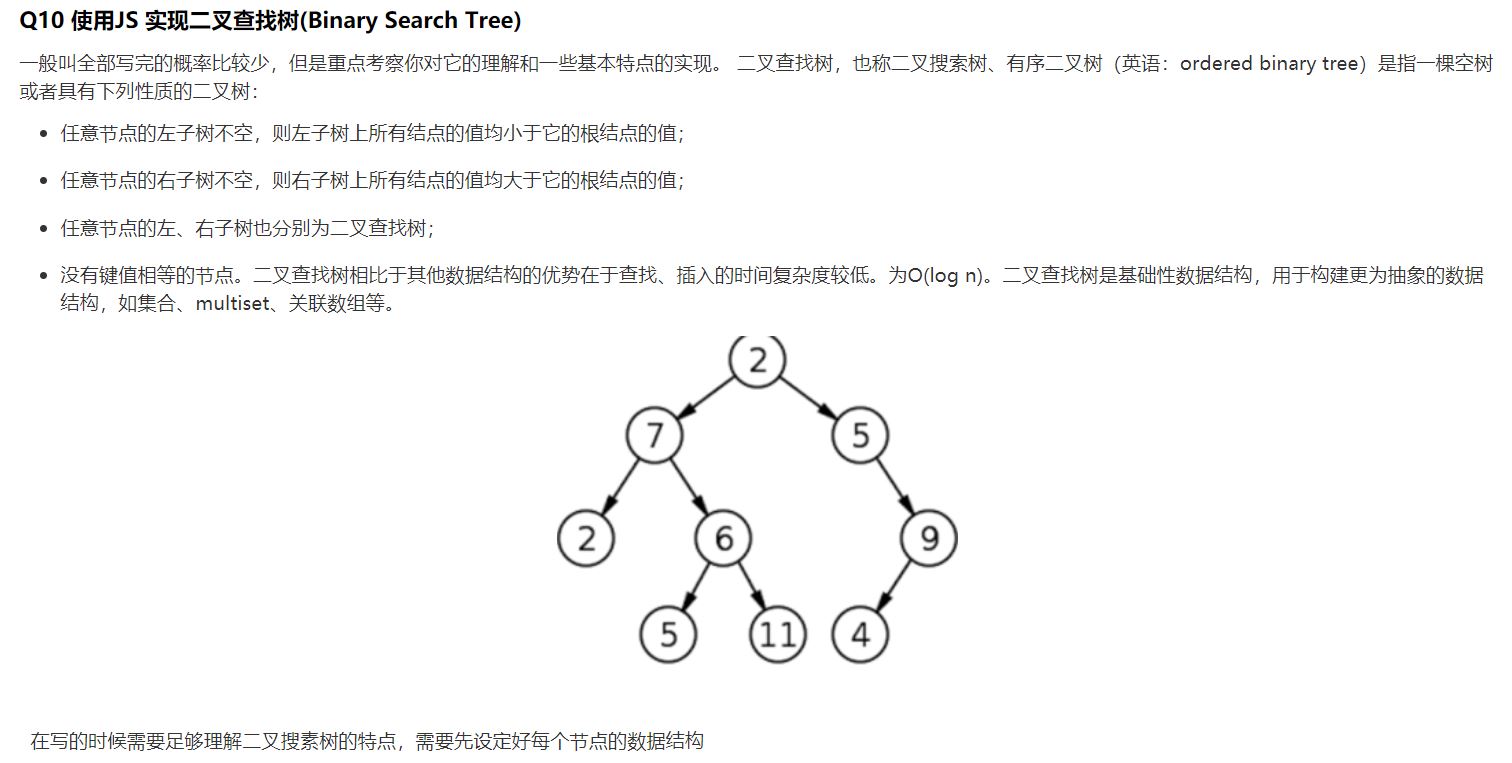 Q10 使用JS 实现二叉查找树(Binary Search Tree)
一般叫全部写完的概率比较少，但是重点考察你对它的理解和一些基本特点的实现。 二叉查找树，也称二叉搜索树、有序二叉树（英语：ordered binary tree）是指一棵空树
或者具有下列性质的二叉树：
• 任意节点的左子树不空，则左子树上所有结点的值均小于它的根结点的值；
• 任意节点的右子树不空，则右子树上所有结点的值均大于它的根结点的值；
• 任意节点的左、右子树也分别为二叉查找树；
• 没有键值相等的节点。二叉查找树相比于其他数据结构的优势在于查找、插入的时间复杂度较低。为O(log n)。二叉查找树是基础性数据结构，用于构建更为抽象的数据
结构，如集合、multiset、关联数组等。
2
7 5
2 6 9
5 11 4
在写的时候需要足够理解二叉搜素树的特点，需要先设定好每个节点的数据结构